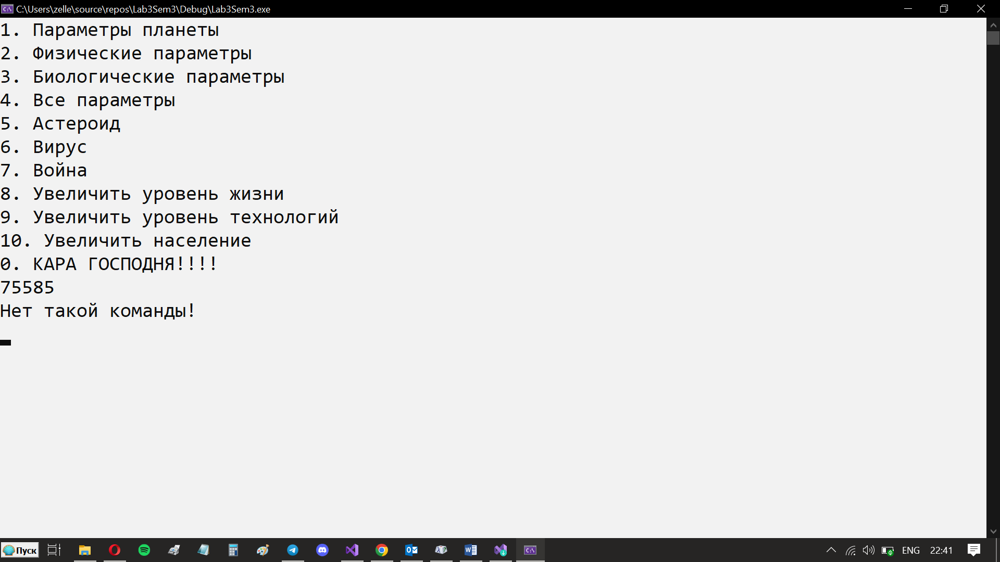 C:\Users\zelle\source\repos\Lab3Sem3\Debug\Lab3Sem3.exe
1. Параметры планеты
2. Физические параметры
3. Биологические параметры
4. Все параметры
5. Астероид
6. Вирус
7. Война
8. Увеличить уровень жизни
9. Увеличить уровень технологий
10. Увеличить население
0. КАРА ГОСПОДНЯ!!!!
75585
Нет такой команды!
Пуск ENG 22:41